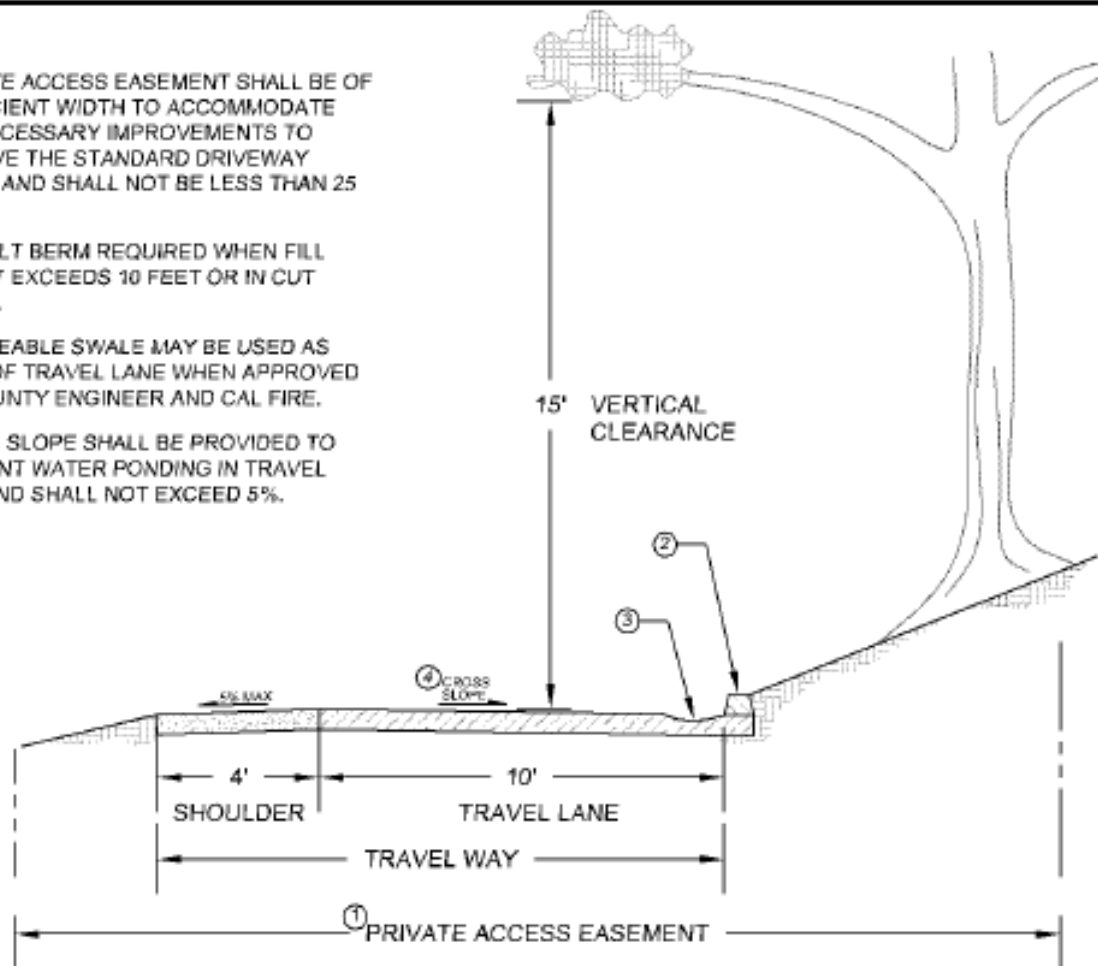 TE ACCESS EASEMENT SHALL BE OF
CIENT WIDTH TO ACCOMMODATE
CESSARY IMPROVEMENTS TO
VE THE STANDARD DRIVEWAY
AND SHALL NOT BE LESS THAN 25
LT BERM REQUIRED WHEN FILL
T EXCEEDS 10 FEET OR IN CUT
EABLE SWALE MAY BE USED AS
OF TRAVEL LANE WHEN APPROVED
UNTY ENGINEER AND CAL FIRE.
SLOPE SHALL BE PROVIDED TO
NT WATER PONDING IN TRAVEL
ND SHALL NOT EXCEED 5%.
15' VERTICAL
CLEARANCE
2
3
4 CROSS
SLOPE
5% MAX
4'
10'
SHOULDER
TRAVEL LANE
TRAVEL WAY
1 PRIVATE ACCESS EASEMENT